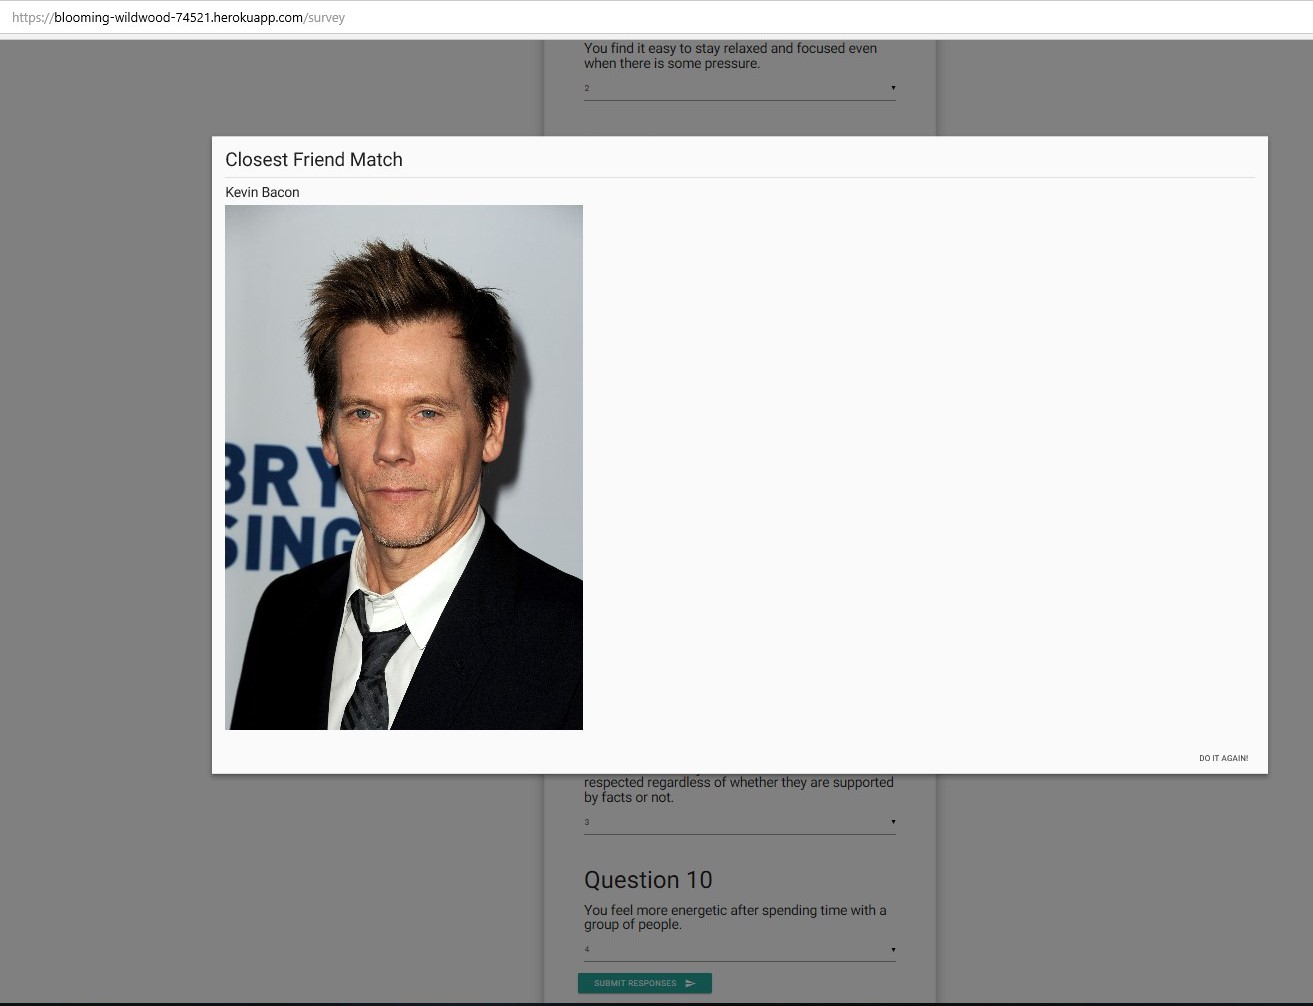 https://blooming-wildwood-74521.herokuapp.com/survey
You find it easy to stay relaxed and focused even
when there is some pressure.
2
Closest Friend Match
Kevin Bacon
BRY
SING
DO IT AGAIN!
respected regardless of whether they are supported
by facts or not.
3
Question 10
You feel more energetic after spending time with a
group of people.
4
SUBMIT RESPONSES